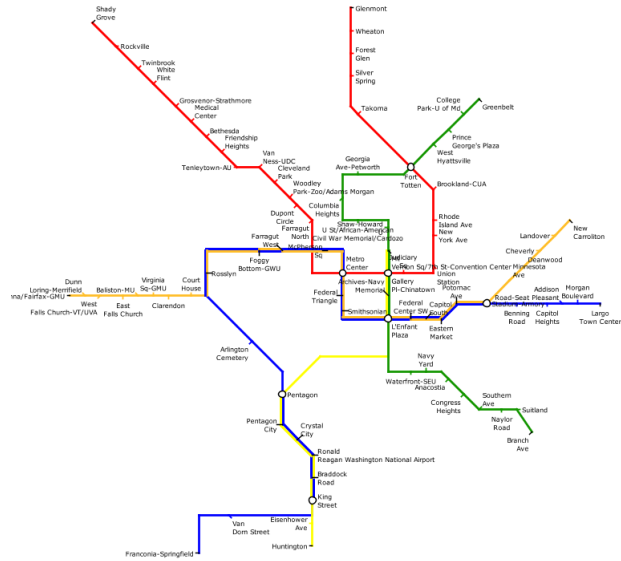 Shady
Grove
Glenmont
Rockville
Wheaton
Twinbrook
White
Flint
Forest
Glen
Silver
Spring
Grosvenor-Strathmore
Medical
Center
Takoma
College
Park-U of Md
Greenbelt
Bethesda
Friendship
Heights
Prince
George's Plaza
West
Hyattsville
Van
Ness-UDC
Tenleytown-AU
Cleveland
Park
Georgia
Ave-Petworth
Fort
Totten
Woodley
Park-Zoo/Adams Morgan
Brookland-CUA
Columbia
Heights
Dupont
Circle
Rhode
Island Ave
Shaw-Howard
U St/African-American
Civil War Memorial/Cardozo
Farragut
North
New
York Ave
Farragut
West
McPherson
Sq
Landover
New
Carrollton
Cheverly
Deanwood
Minnesota
Ave
Foggy
Bottom-GWU
Metro
Center
Judiciary
Sq
Vernon Sq/7th St-Convention Center
Gallery
Pl-Chinatown
Union
Station
Rosslyn
Court
House
Virginia
Sq-GMU
Ballston-MU
Dunn
Loring-Merrifield
nna/Fairfax-GMU
West
Falls Church-VT/UVA
East
Falls Church
Clarendon
Archives-Navy
Memorial
Federal
Triangle
Smithsonian
Federal
Center SW
Capitol
South
Eastern
Market
Potomac
Ave
Stadium-Armory
Road-Seat Pleasant
Benning
Road
Addison
Capitol
Heights
Morgan
Boulevard
Largo
Town Center
L'Enfant
Plaza
Arlington
Cemetery
Navy
Yard
Waterfront-SEU
Anacostia
Congress
Heights
Southern
Ave
Naylor
Road
Suitland
Branch
Ave
Pentagon
Pentagon
City
Crystal
City
Ronald
Reagan Washington National Airport
Braddock
Road
King
Street
Van
Dorn Street
Eisenhower
Ave
Huntington
Franconia-Springfield